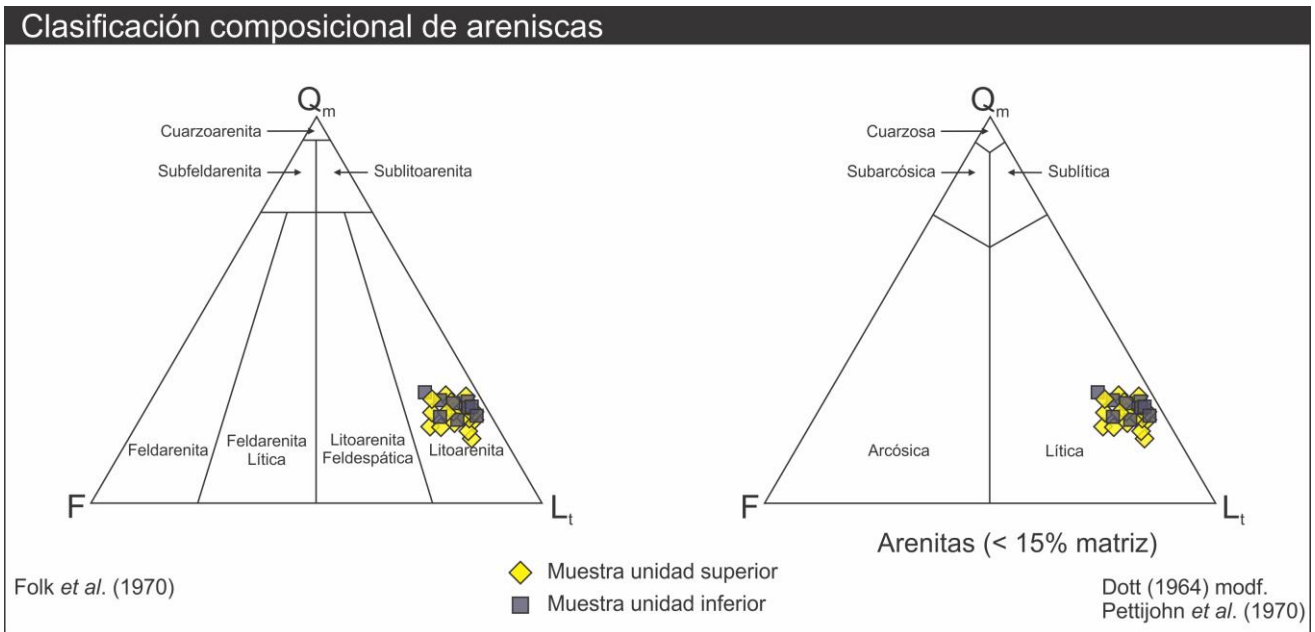 Clasificación composicional de areniscas
Qm
Cuarzoarenita
Subfeldarenita
Sublitoarenita
Feldarenita
Feldarenita
Lítica
Litoarenita
Feldespática
Litoarenita
F
Lt
Folk et al. (1970)
Qm
Cuarzosa
Subarcósica
Sublítica
Arcósica
Lítica
F
Lt
Arenitas (< 15% matriz)
Muestra unidad superior
Muestra unidad inferior
Dott (1964) modf.
Pettijohn et al. (1970)